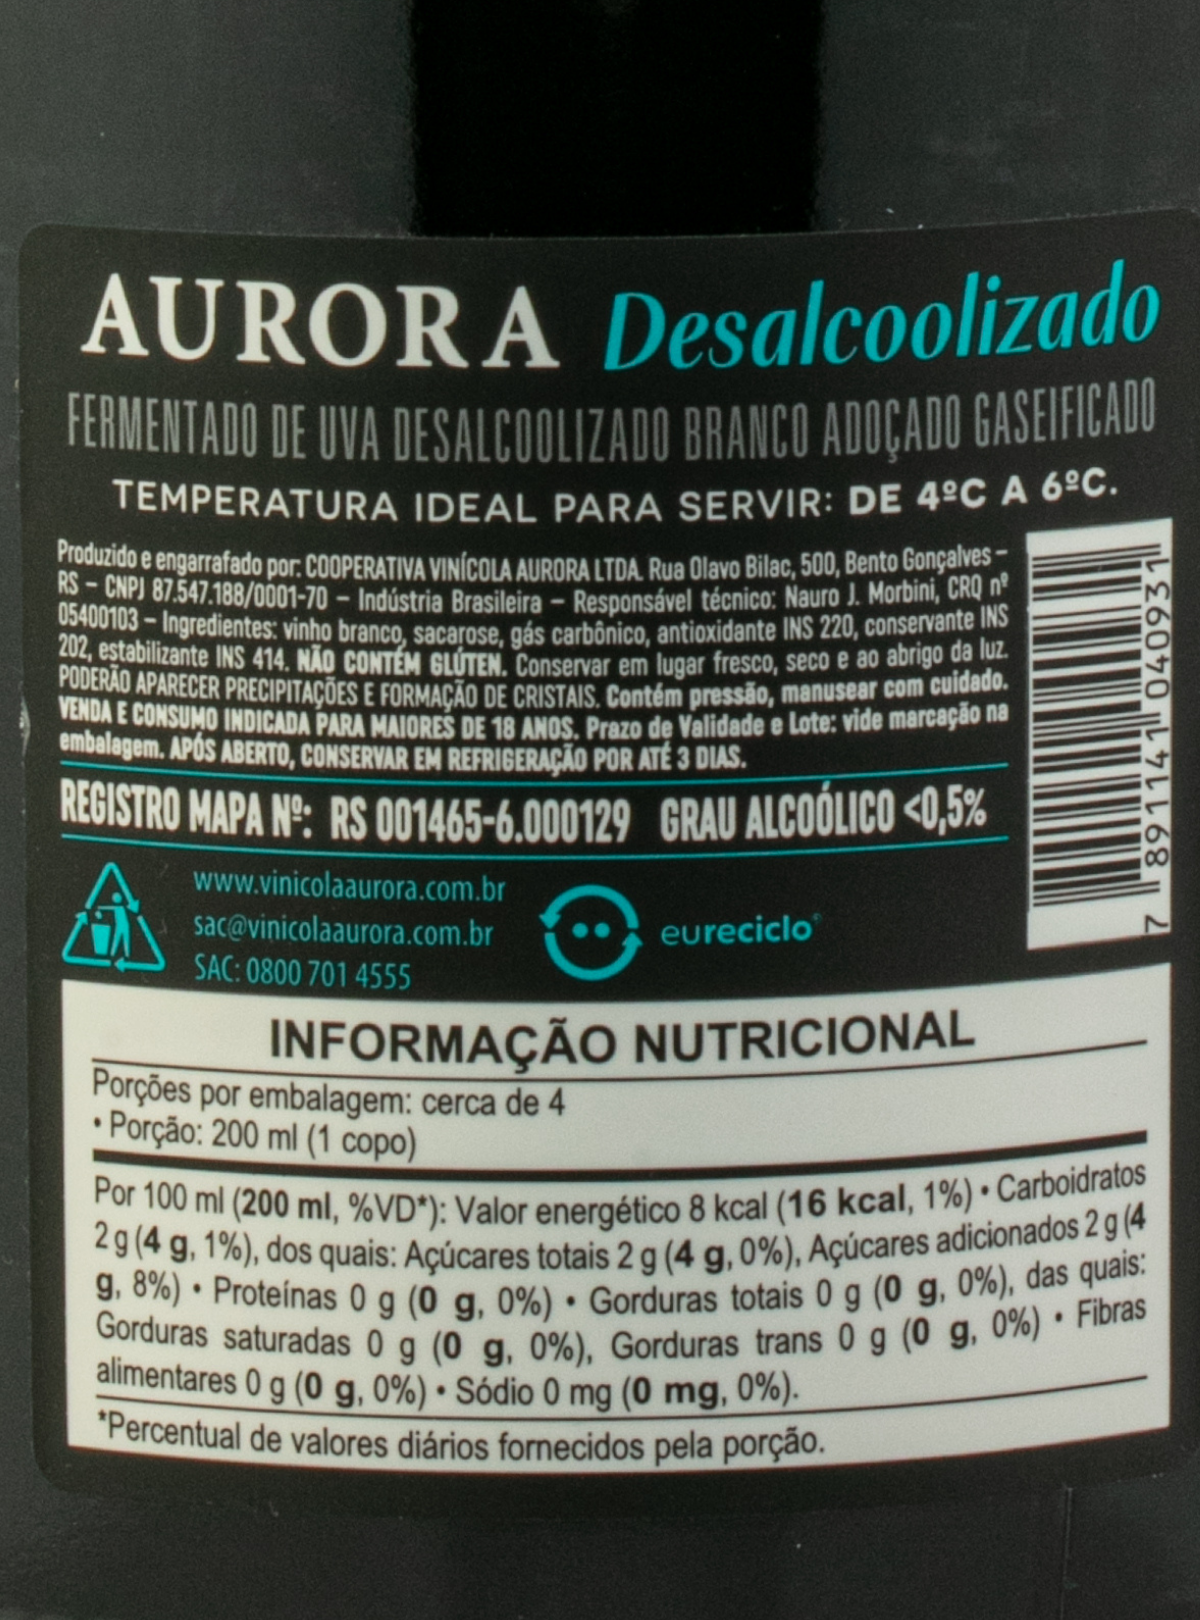 AURORA Desalcoolizado
FERMENTADO DE UVA DESALCOOLIZADO BRANCO ADOÇADO GASEIFICADO
TEMPERATURA IDEAL PARA SERVIR: DE 4ºC A 6ºC.
Produzido e engarrafado por: COOPERATIVA VINÍCOLA AURORA LTDA. Rua Olavo Bilac, 500, Bento Gonçalves –
RS – CNPJ 87.547.188/0001-70 – Indústria Brasileira – Responsável técnico: Nauro J. Morbini, CRQ nº
05400103 – Ingredientes: vinho branco, sacarose, gás carbônico, antioxidante INS 220, conservante INS
202, estabilizante INS 414. NÃO CONTÉM GLÚTEN. Conservar em lugar fresco, seco e ao abrigo da luz.
PODERÃO APARECER PRECIPITAÇÕES E FORMAÇÃO DE CRISTAIS. Contém pressão, manusear com cuidado.
VENDA E CONSUMO INDICADA PARA MAIORES DE 18 ANOS. Prazo de Validade e Lote: vide marcação na
embalagem. APÓS ABERTO, CONSERVAR EM REFRIGERAÇÃO POR ATÉ 3 DIAS.
7 891141 040931
REGISTRO MAPA Nº: RS 001465-6.000129 GRAU ALCOÓLICO <0,5%
www.vinicolaaurora.com.br
sac@vinicolaaurora.com.br
SAC: 0800 701 4555
eureciclo®
INFORMAÇÃO NUTRICIONAL
Porções por embalagem: cerca de 4
• Porção: 200 ml (1 copo)
Por 100 ml (200 ml, %VD*): Valor energético 8 kcal (16 kcal, 1%) • Carboidratos
2 g (4 g, 1%), dos quais: Açúcares totais 2 g (4 g, 0%), Açúcares adicionados 2 g (4
g, 8%) • Proteínas 0 g (0 g, 0%) • Gorduras totais 0 g (0 g, 0%), das quais:
Gorduras saturadas 0 g (0 g, 0%), Gorduras trans 0 g (0 g, 0%) • Fibras
alimentares 0 g (0 g, 0%) • Sódio 0 mg (0 mg, 0%).
*Percentual de valores diários fornecidos pela porção.